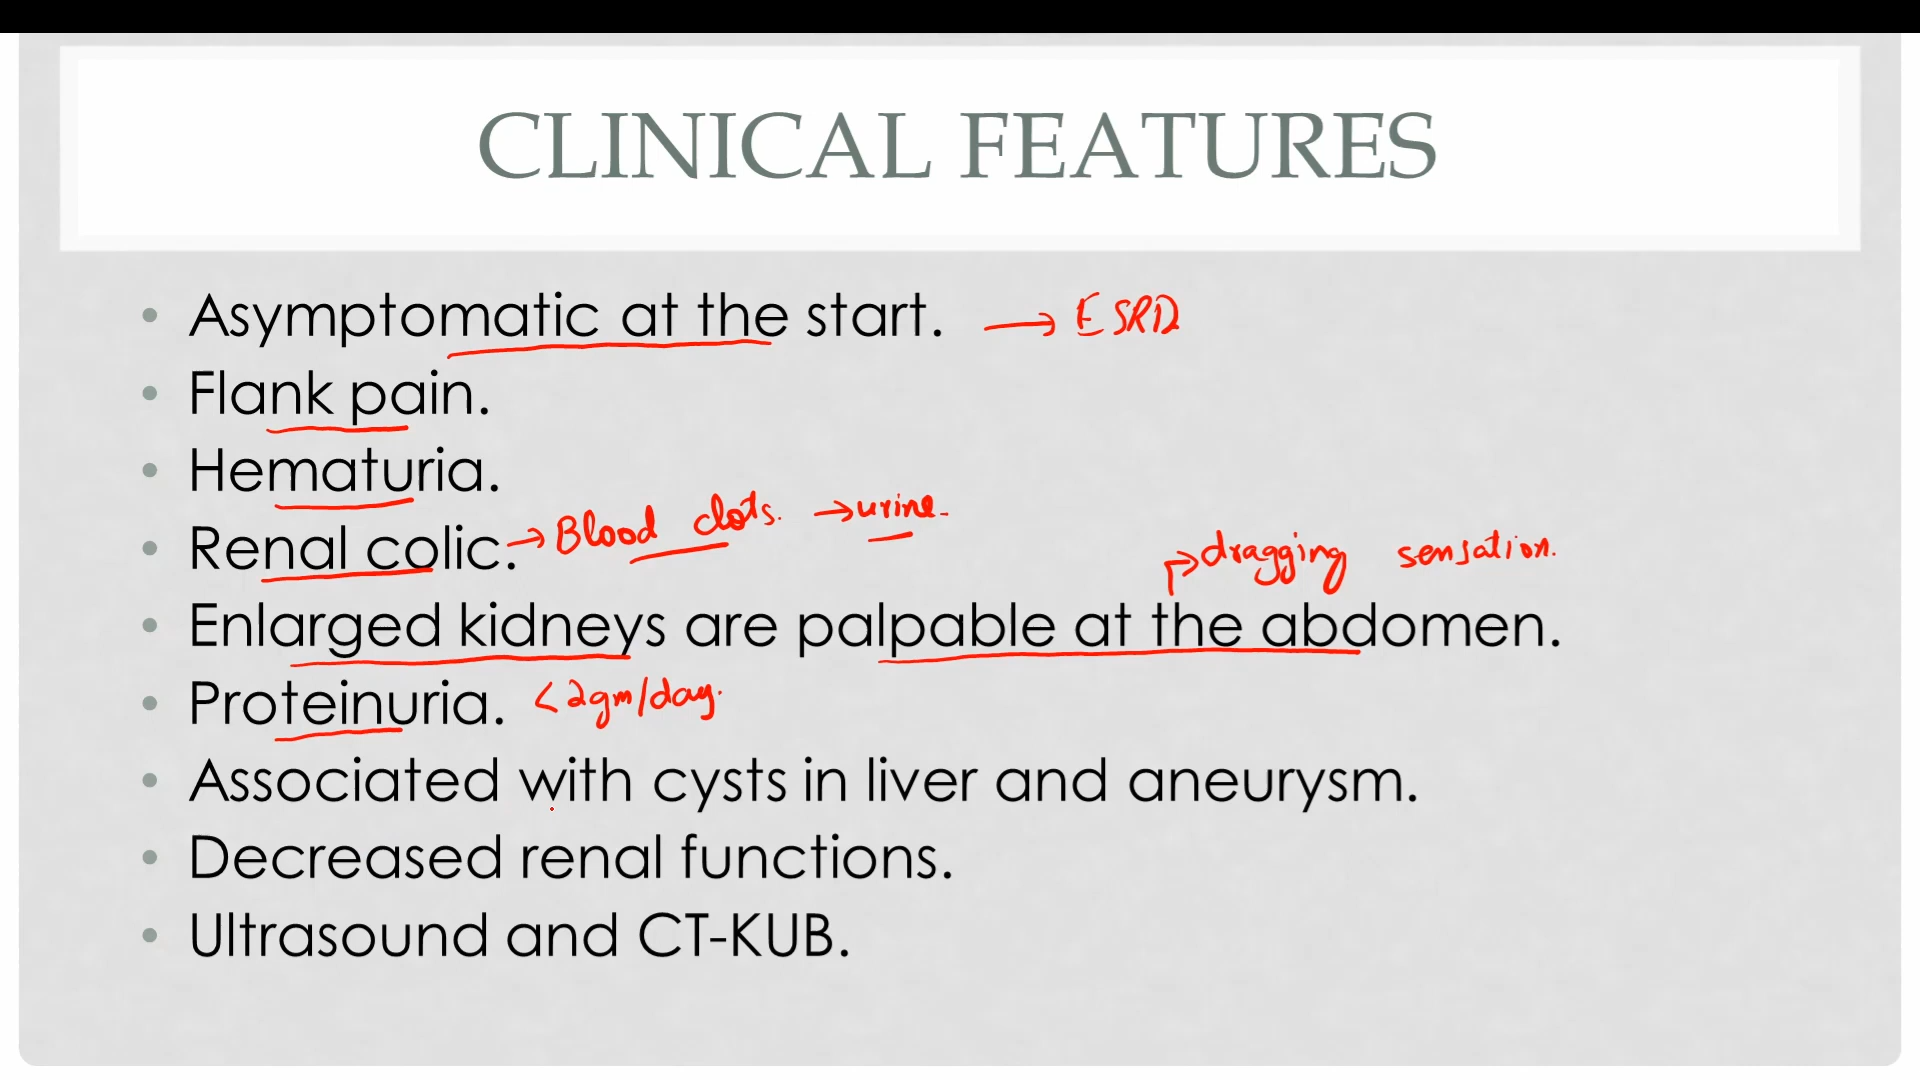 CLINICAL FEATURES
• Asymptomatic at the start. → ESRD
• Flank pain.
• Hematuria.
• Renal colic. → Blood clots. → urine.
→ dragging sensation.
• Enlarged kidneys are palpable at the abdomen.
• Proteinuria. < 2gm/day.
• Associated with cysts in liver and aneurysm.
• Decreased renal functions.
• Ultrasound and CT-KUB.